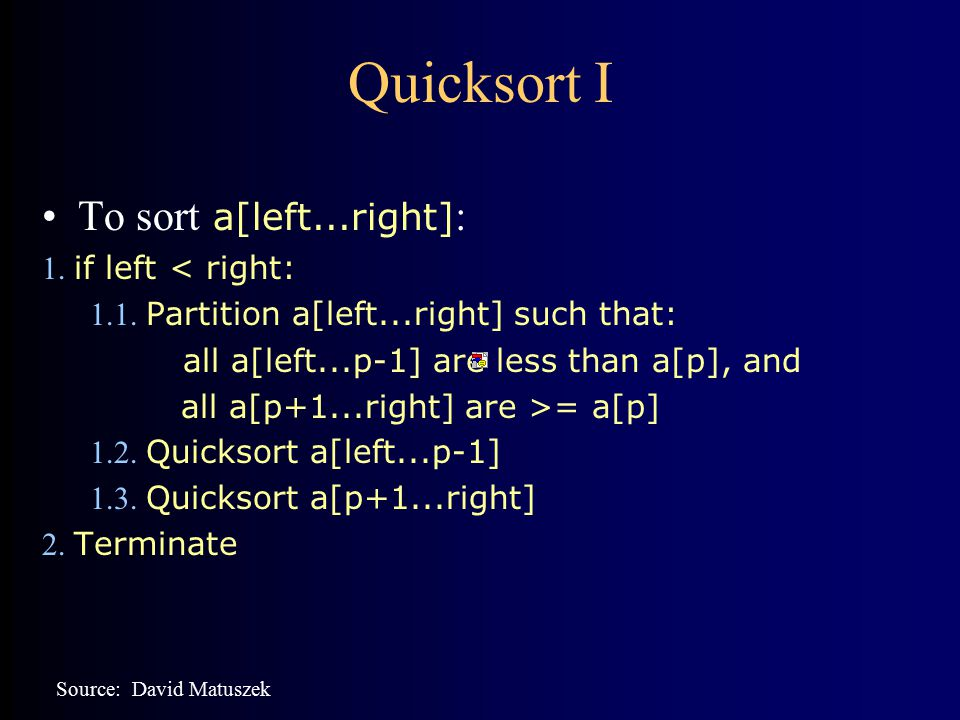 Quicksort I
• To sort a[left...right]:
1. if left < right:
1.1. Partition a[left...right] such that:
all a[left...p-1] are less than a[p], and
all a[p+1...right] are >= a[p]
1.2. Quicksort a[left...p-1]
1.3. Quicksort a[p+1...right]
2. Terminate
Source: David Matuszek